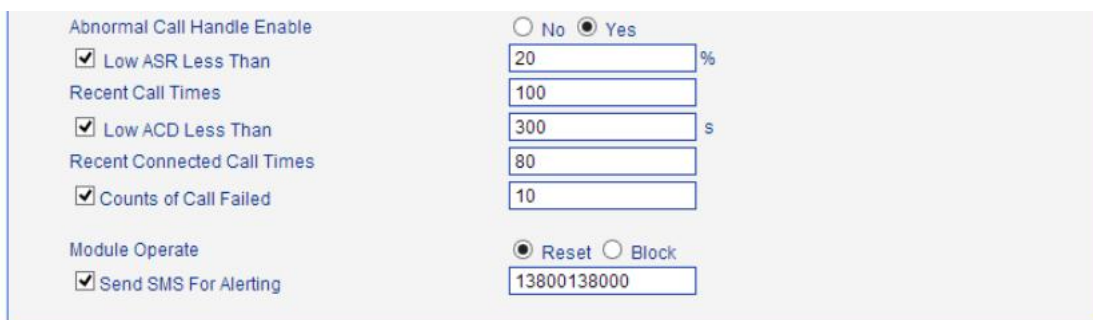 Abnormal Call Handle Enable No Yes
Low ASR Less Than 20 %
Recent Call Times 100
Low ACD Less Than 300 s
Recent Connected Call Times 80
Counts of Call Failed 10
Module Operate Reset Block
Send SMS For Alerting 13800138000